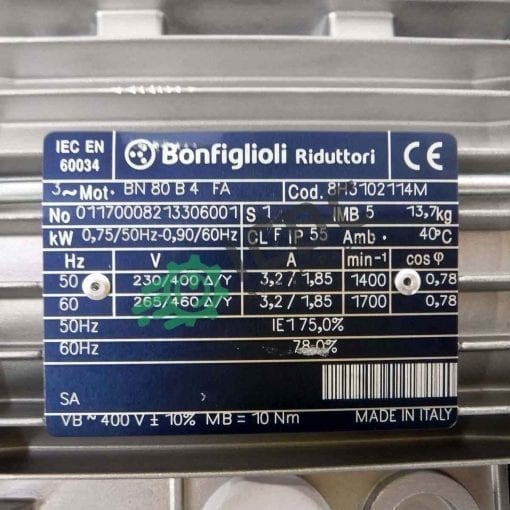 IEC EN
60034
Bonfiglioli Riduttori
CE
3~Mot. BN 80 B 4 FA Cod. 8H3102114M
No 01170008213306001 S 1 IMB 5 13,7kg
kW 0,75/50Hz-0,90/60Hz CL F IP 55 Amb. 40°C
Hz V A min-1 cos φ
50 230/400 Δ/Y 3,2 / 1,85 1400 0,78
60 265/460 Δ/Y 3,2 / 1,85 1700 0,78
50Hz IE1 75,0%
60Hz 78,0%
SA
VB ~ 400 V ± 10% MB = 10 Nm MADE IN ITALY